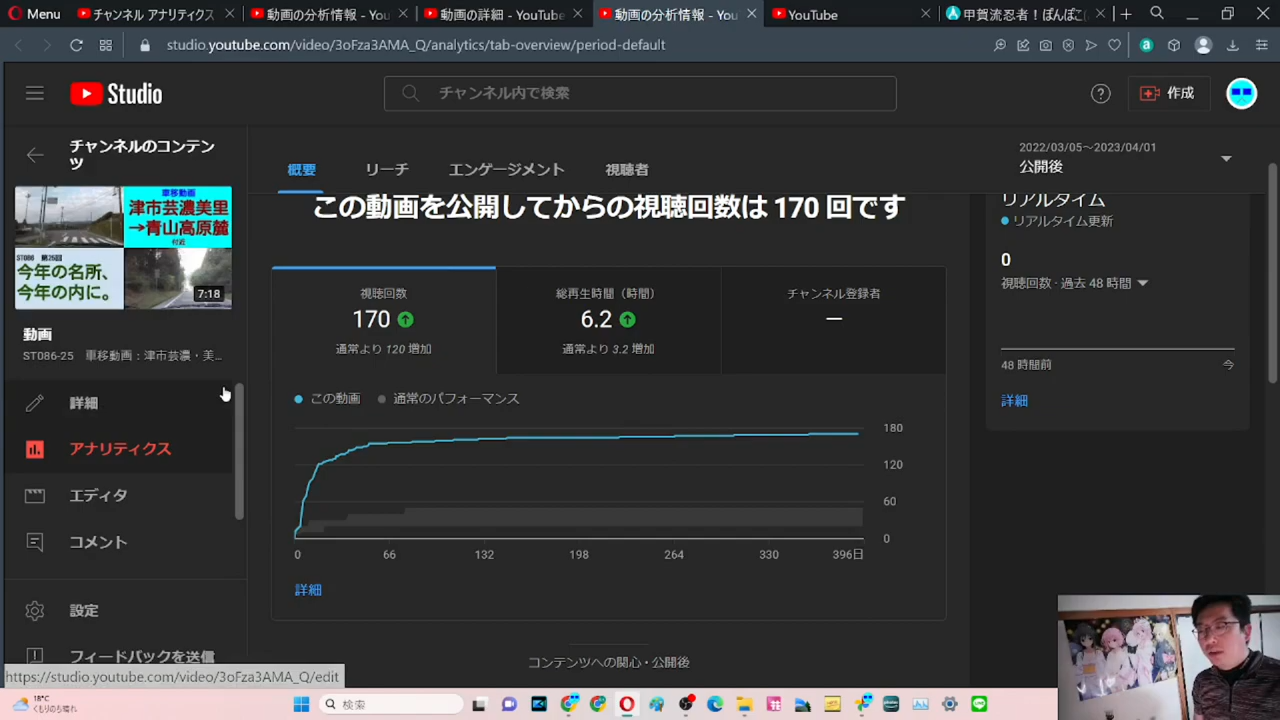 Menu
チャンネル アナリティクス
動画の分析情報 - You
動画の詳細 - YouTube
動画の分析情報 - You
YouTube
甲賀流忍者！ぽんぽこ
studio.youtube.com/video/3oFza3AMA_Q/analytics/tab-overview/period-default
Studio
チャンネル内で検索
作成
チャンネルのコンテン
ツ
車移動画
津市芸濃美里
→青山高原麓
付近
ST086 第25回
今年の名所、
今年の内に。
7:18
動画
ST086-25 車移動画：津市芸濃・美...
詳細
アナリティクス
エディタ
コメント
設定
フィードバックを送信
概要
リーチ
エンゲージメント
視聴者
2022/03/05～2023/04/01
公開後
この動画を公開してからの視聴回数は 170 回です
視聴回数
170
通常より 120 増加
総再生時間（時間）
6.2
通常より 3.2 増加
チャンネル登録者
—
この動画 通常のパフォーマンス
180
120
60
0
0 66 132 198 264 330 396日
詳細
コンテンツへの関心・公開後
リアルタイム
リアルタイム更新
0
視聴回数・過去 48 時間
48 時間前
今
詳細
https://studio.youtube.com/video/3oFza3AMA_Q/edit
18°C
くもりのち晴れ
検索